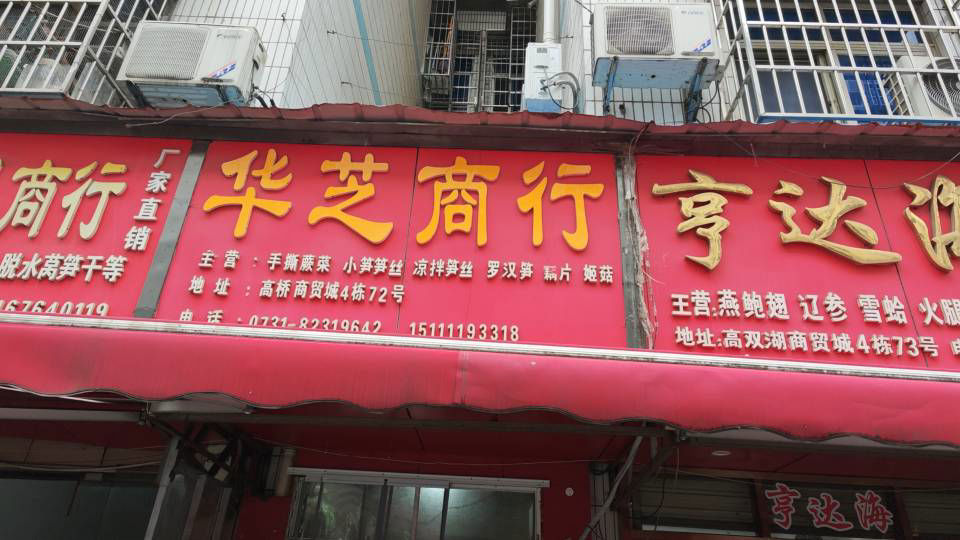 商行
厂家直销
脱水莴笋干等
167640119
华芝商行
主营：手撕蕨菜 小笋笋丝 凉拌笋丝 罗汉笋 藕片 姬菇
地址：高桥商贸城4栋72号
电话：0731-82319642 15111193318
亨达海
王营:燕鲍翅 辽参 雪蛤 火腿
地址:高双湖商贸城4栋73号
亨达海